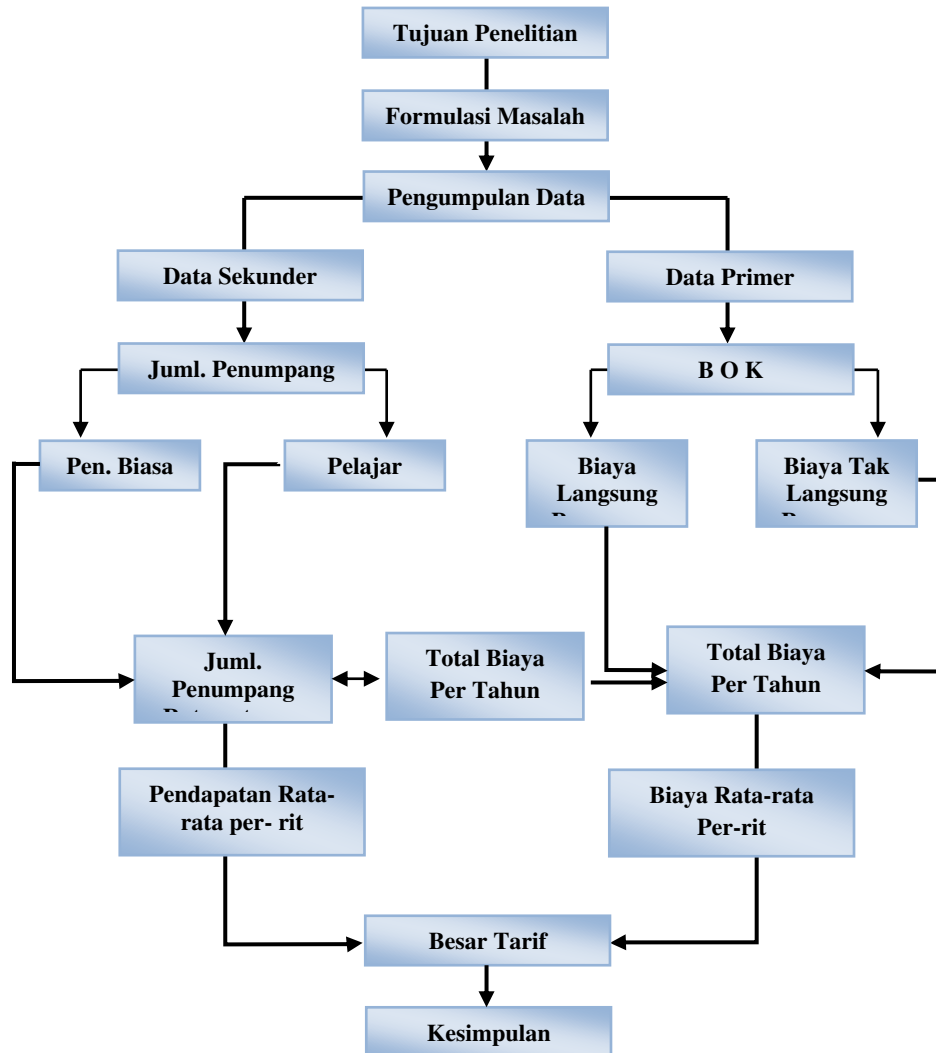 Tujuan Penelitian
Formulasi Masalah
Pengumpulan Data
Data Sekunder
Data Primer
Juml. Penumpang
B O K
Pen. Biasa
Pelajar
Biaya
Langsung
Biaya Tak
Langsung
Juml.
Penumpang
Total Biaya
Per Tahun
Total Biaya
Per Tahun
Pendapatan Rata-
rata per- rit
Biaya Rata-rata
Per-rit
Besar Tarif
Kesimpulan